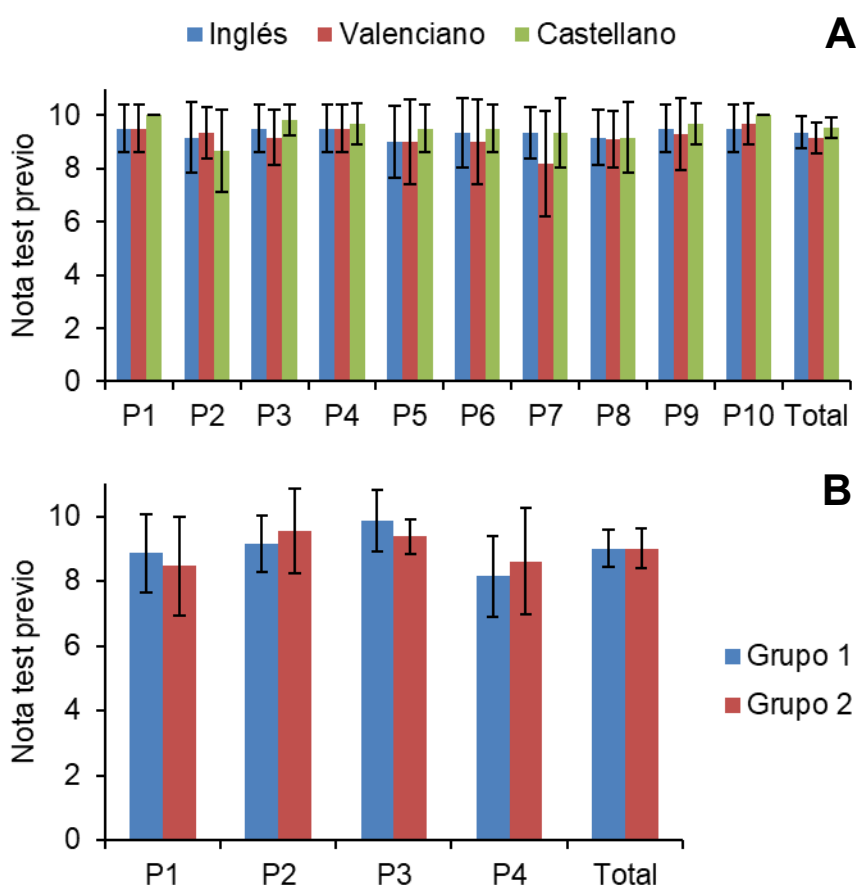 Inglés Valenciano Castellano
A
Nota test previo
10
8
6
4
2
0
P1 P2 P3 P4 P5 P6 P7 P8 P9 P10 Total
B
Nota test previo
10
8
6
4
2
0
Grupo 1
Grupo 2
P1 P2 P3 P4 Total